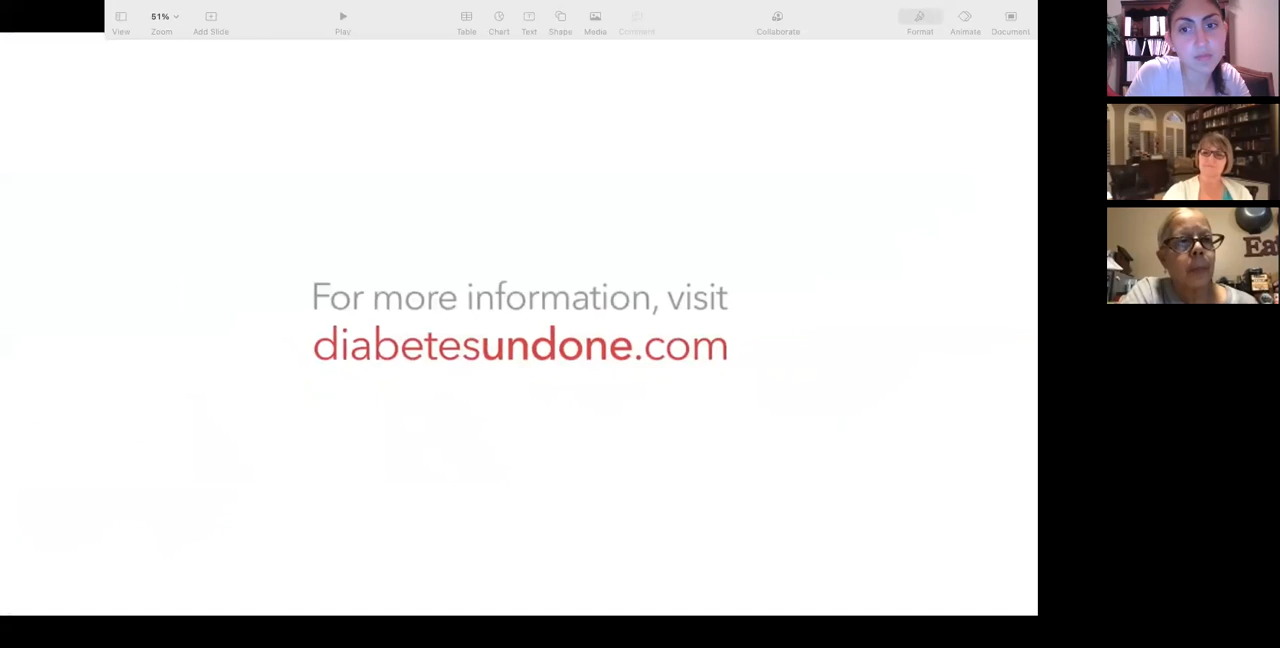 51%
View
Zoom
Add Slide
Play
Table
Chart
Text
Shape
Media
Comment
Collaborate
Format
Animate
Document
For more information, visit
diabetesundone.com